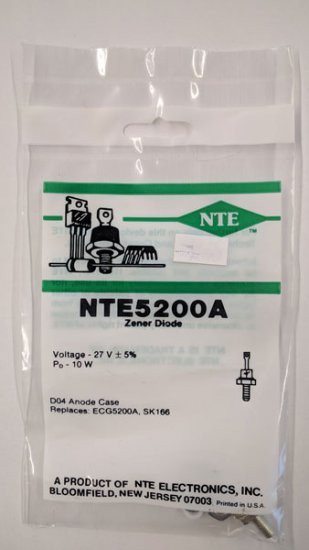 NTE™
NTE5200A
Zener Diode
Voltage - 27 V ± 5%
PD - 10 W
D04 Anode Case
Replaces: ECG5200A, SK166
A PRODUCT OF NTE ELECTRONICS, INC.
BLOOMFIELD, NEW JERSEY 07003 Printed in U.S.A.